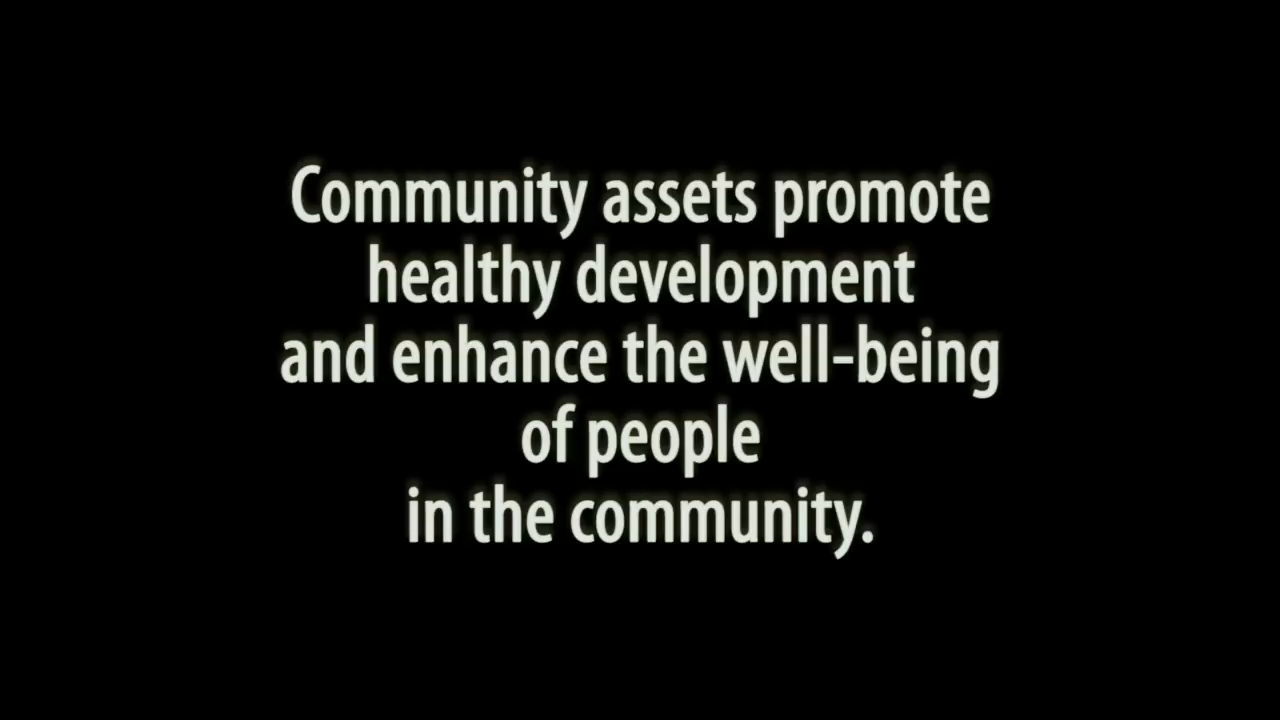 Community assets promote
healthy development
and enhance the well-being
of people
in the community.